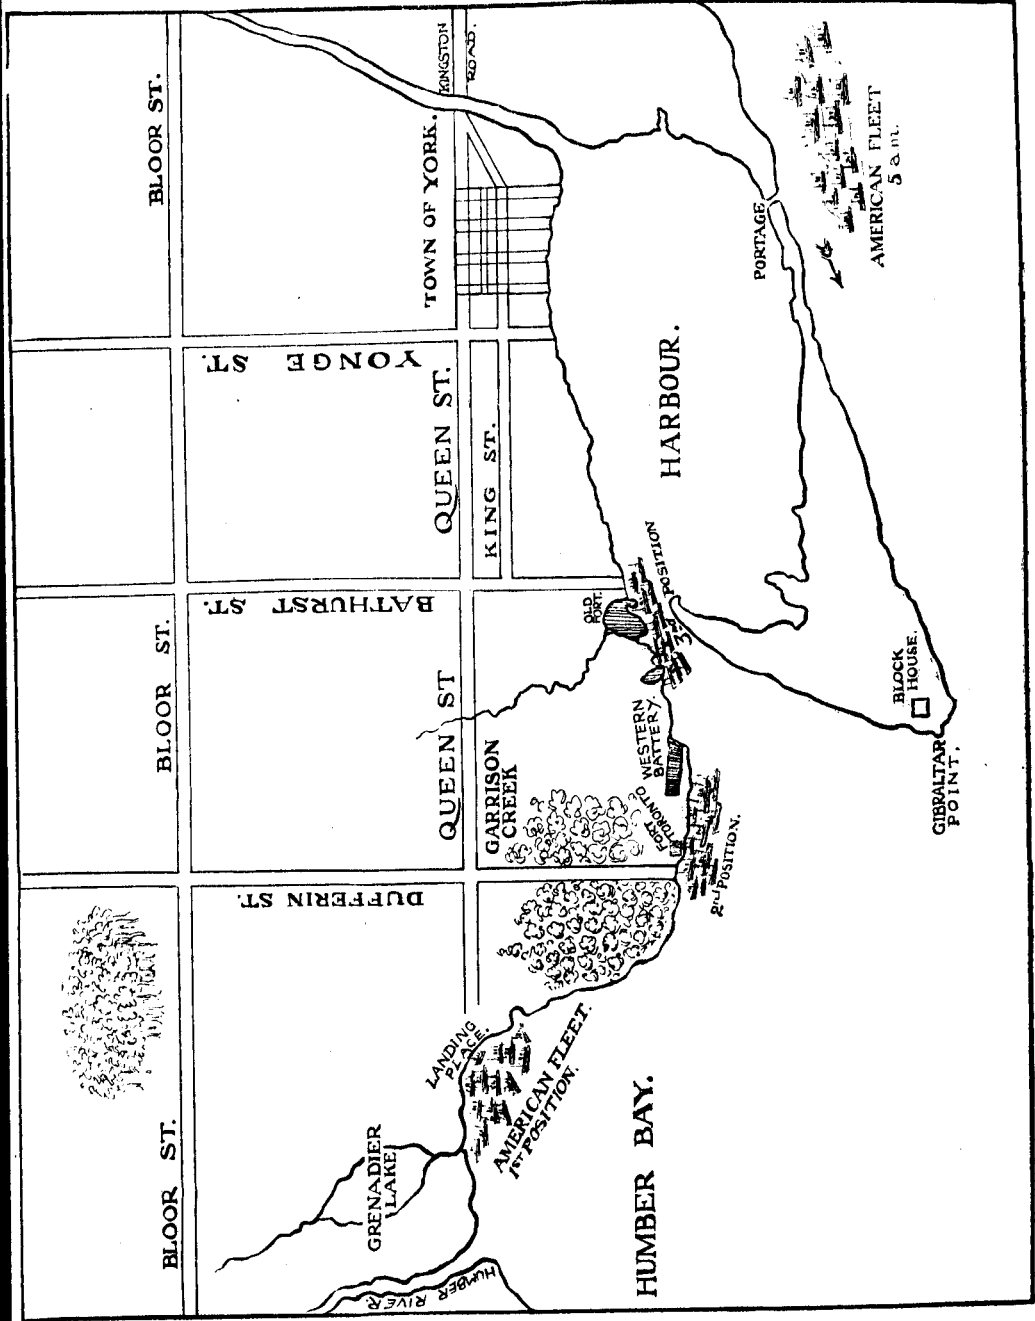 BLOOR ST.
BLOOR ST.
BLOOR ST.
YONGE ST.
BATHURST ST.
DUFFERIN ST.
TOWN OF YORK.
KINGSTON
ROAD.
QUEEN ST.
KING ST.
QUEEN ST
GARRISON
CREEK
GRENADIER
LAKE
HUMBER
RIVER.
LANDING
PLACE.
AMERICAN FLEET.
1ST POSITION.
HUMBER BAY.
FORT
TORONTO
WESTERN
BATTERY.
2nd POSITION.
OLD
FORT.
3rd POSITION
HARBOUR.
PORTAGE
BLOCK
HOUSE.
GIBRALTAR
POINT.
AMERICAN FLEET
5 a.m.